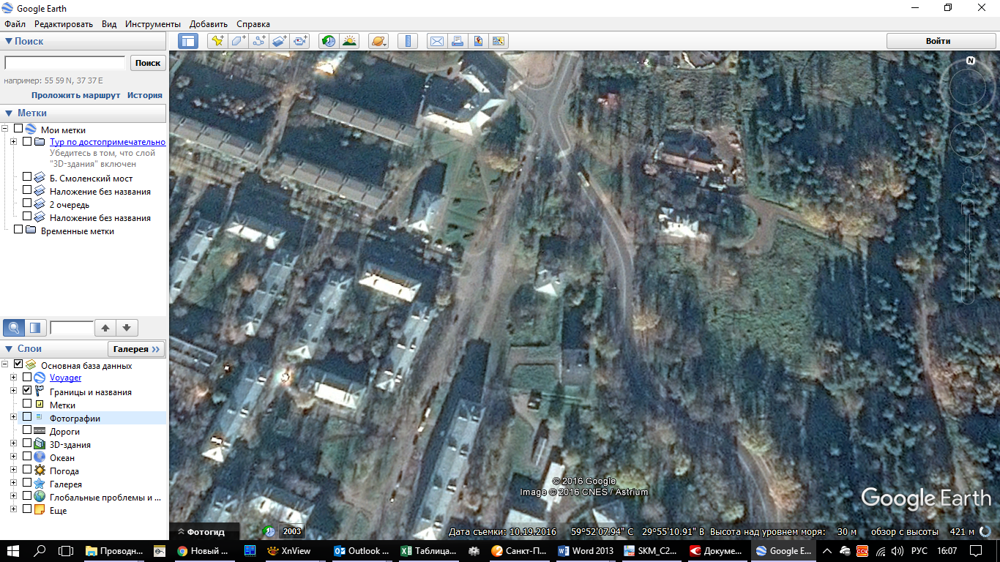 Google Earth
Файл Редактировать Вид Инструменты Добавить Справка
Поиск
Войти
Поиск
например: 55 59 N, 37 37 E
Проложить маршрут История
Метки
Мои метки
Тур по достопримечательно
Убедитесь в том, что слой
"3D-здания" включен
Б. Смоленский мост
Наложение без названия
2 очередь
Наложение без названия
Временные метки
Слои
Галерея »
Основная база данных
Voyager
Границы и названия
Метки
Фотографии
Дороги
3D-здания
Океан
Погода
Галерея
Глобальные проблемы и ...
Еще
N
© 2016 Google
Image © 2016 CNES / Astrium
Google Earth
Фотогид
2003
Дата съемки: 10.19.2016 59°52'07.94" С 29°55'10.91" В Высота над уровнем моря: 30 м обзор с высоты 421 м
Проводн... Новый ... XnView Outlook ... Таблица... Санкт-П... Word 2013 SKM_C2... Докуме... Google E... РУС 16:07